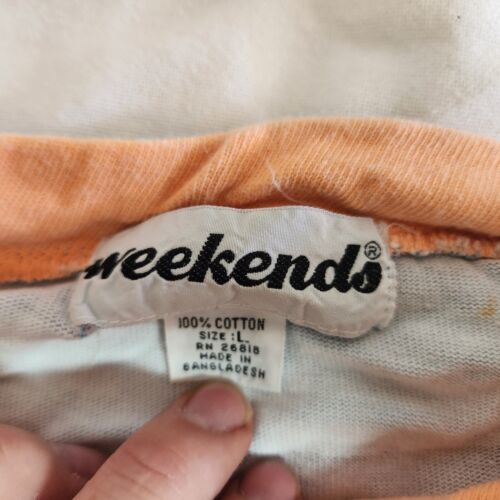 weekends®
100% COTTON
SIZE : L
RN 26818
MADE IN
BANGLADESH